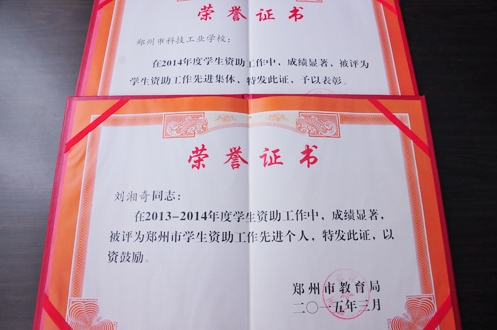 荣誉证书
郑州市科技工业学校：
在2014年度学生资助工作中，成绩显著，被评为
学生资助工作先进集体，特发此证，予以表彰。
荣誉证书
刘湘奇同志：
在2013-2014年度学生资助工作中，成绩显著，
被评为郑州市学生资助工作先进个人，特发此证，以
资鼓励。
郑州市教育局
二〇一五年三月